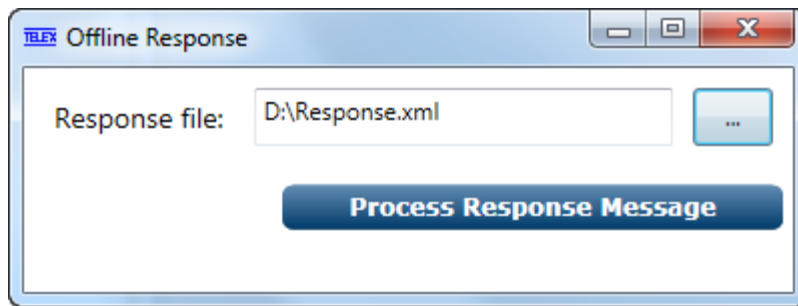 TELEX Offline Response
Response file: D:\Response.xml ...
Process Response Message